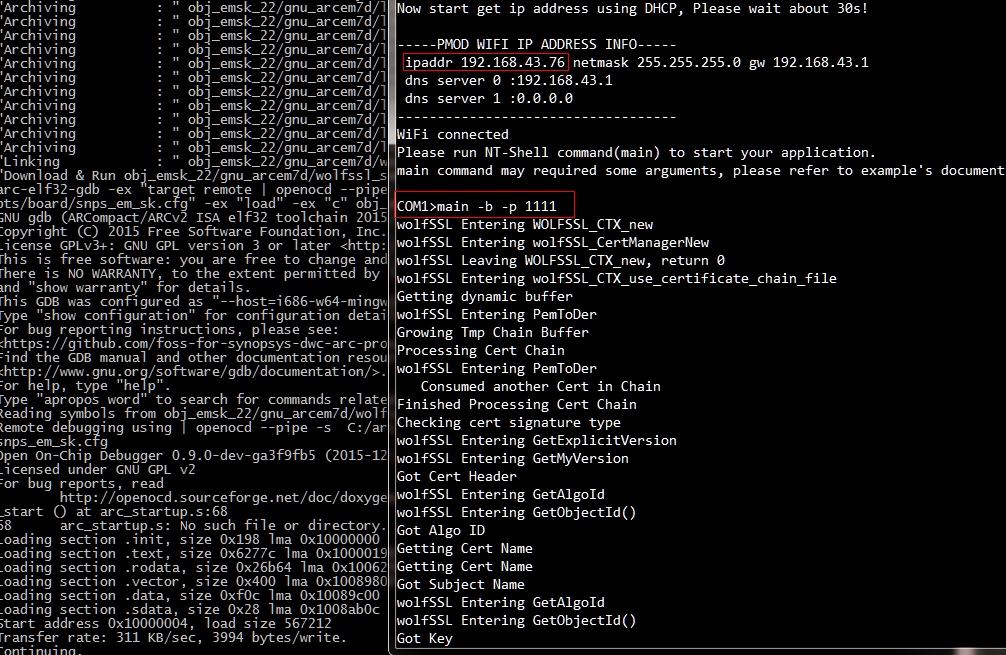 "Archiving : " obj_emsk_22/gnu_arcem7d/l
"Archiving : " obj_emsk_22/gnu_arcem7d/l
"Archiving : " obj_emsk_22/gnu_arcem7d/l
"Archiving : " obj_emsk_22/gnu_arcem7d/l
"Archiving : " obj_emsk_22/gnu_arcem7d/l
"Archiving : " obj_emsk_22/gnu_arcem7d/l
"Archiving : " obj_emsk_22/gnu_arcem7d/l
"Archiving : " obj_emsk_22/gnu_arcem7d/l
"Archiving : " obj_emsk_22/gnu_arcem7d/l
"Archiving : " obj_emsk_22/gnu_arcem7d/l
"Archiving : " obj_emsk_22/gnu_arcem7d/l
"Linking : " obj_emsk_22/gnu_arcem7d/w
"Download & Run obj_emsk_22/gnu_arcem7d/wolfssl_s
arc-elf32-gdb -ex "target remote | openocd --pipe
pts/board/snps_em_sk.cfg" -ex "load" -ex "c" obj_
GNU gdb (ARCompact/ARCv2 ISA elf32 toolchain 2015
Copyright (C) 2015 Free Software Foundation, Inc.
License GPLv3+: GNU GPL version 3 or later <http:
This is free software: you are free to change and
There is NO WARRANTY, to the extent permitted by
and "show warranty" for details.
This GDB was configured as "--host=i686-w64-mingw
Type "show configuration" for configuration detai
For bug reporting instructions, please see:
<https://github.com/foss-for-synopsys-dwc-arc-pro
Find the GDB manual and other documentation resou
<http://www.gnu.org/software/gdb/documentation/>.
For help, type "help".
Type "apropos word" to search for commands relate
Reading symbols from obj_emsk_22/gnu_arcem7d/wolf
Remote debugging using | openocd --pipe -s C:/ar
snps_em_sk.cfg
Open On-Chip Debugger 0.9.0-dev-ga3f9fb5 (2015-12
Licensed under GNU GPL v2
For bug reports, read
http://openocd.sourceforge.net/doc/doxyge
_start () at arc_startup.s:68
68 arc_startup.s: No such file or directory.
Loading section .init, size 0x198 lma 0x10000000
Loading section .text, size 0x6277c lma 0x1000019
Loading section .rodata, size 0x26b64 lma 0x10062
Loading section .vector, size 0x400 lma 0x1008980
Loading section .data, size 0xf0c lma 0x10089c00
Loading section .sdata, size 0x28 lma 0x1008ab0c
Start address 0x10000004, load size 567212
Transfer rate: 311 KB/sec, 3994 bytes/write.
Continuing.
Now start get ip address using DHCP, Please wait about 30s!
-----PMOD WIFI IP ADDRESS INFO-----
ipaddr 192.168.43.76 netmask 255.255.255.0 gw 192.168.43.1
dns server 0 :192.168.43.1
dns server 1 :0.0.0.0
-----------------------------------
WiFi connected
Please run NT-Shell command(main) to start your application.
main command may required some arguments, please refer to example's document
COM1>main -b -p 1111
wolfSSL Entering WOLFSSL_CTX_new
wolfSSL Entering wolfSSL_CertManagerNew
wolfSSL Leaving WOLFSSL_CTX_new, return 0
wolfSSL Entering wolfSSL_CTX_use_certificate_chain_file
Getting dynamic buffer
wolfSSL Entering PemToDer
Growing Tmp Chain Buffer
Processing Cert Chain
wolfSSL Entering PemToDer
Consumed another Cert in Chain
Finished Processing Cert Chain
Checking cert signature type
wolfSSL Entering GetExplicitVersion
wolfSSL Entering GetMyVersion
Got Cert Header
wolfSSL Entering GetAlgoId
wolfSSL Entering GetObjectId()
Got Algo ID
Getting Cert Name
Getting Cert Name
Got Subject Name
wolfSSL Entering GetAlgoId
wolfSSL Entering GetObjectId()
Got Key